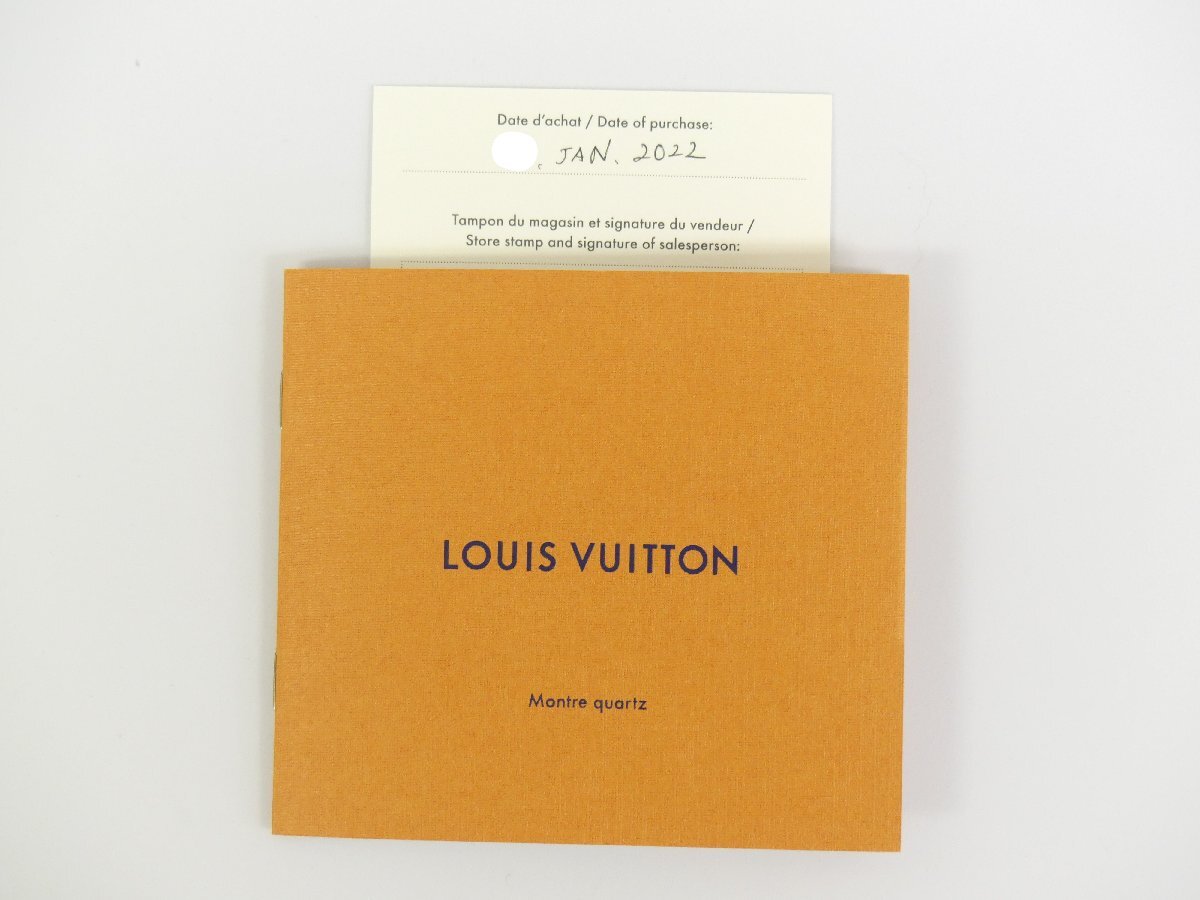 Date d'achat / Date of purchase:
, JAN. 2022
Tampon du magasin et signature du vendeur /
Store stamp and signature of salesperson:
LOUIS VUITTON
Montre quartz